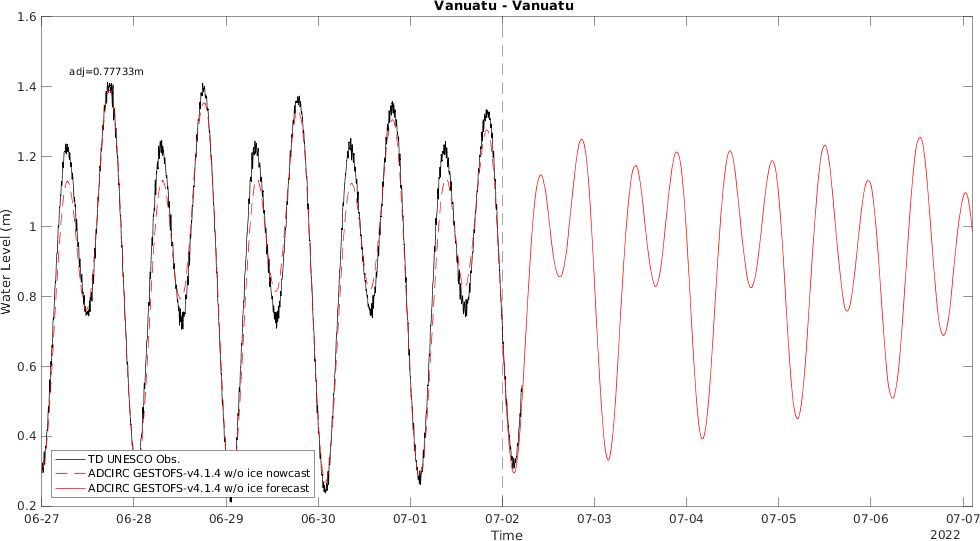 Vanuatu - Vanuatu
1.6
1.4
1.2
1
0.8
0.6
0.4
0.2
Water Level (m)
adj=0.77733m
TD UNESCO Obs.
ADCIRC GESTOFS-v4.1.4 w/o ice nowcast
ADCIRC GESTOFS-v4.1.4 w/o ice forecast
06-27 06-28 06-29 06-30 07-01 07-02 07-03 07-04 07-05 07-06 07-07
Time
2022